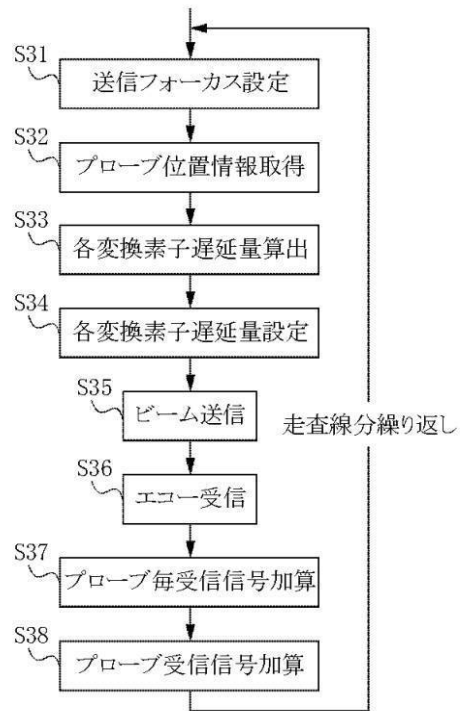 S31
送信フォーカス設定
S32
プローブ位置情報取得
S33
各変換素子遅延量算出
S34
各変換素子遅延量設定
S35
ビーム送信
走査線分繰り返し
S36
エコー受信
S37
プローブ毎受信信号加算
S38
プローブ受信信号加算